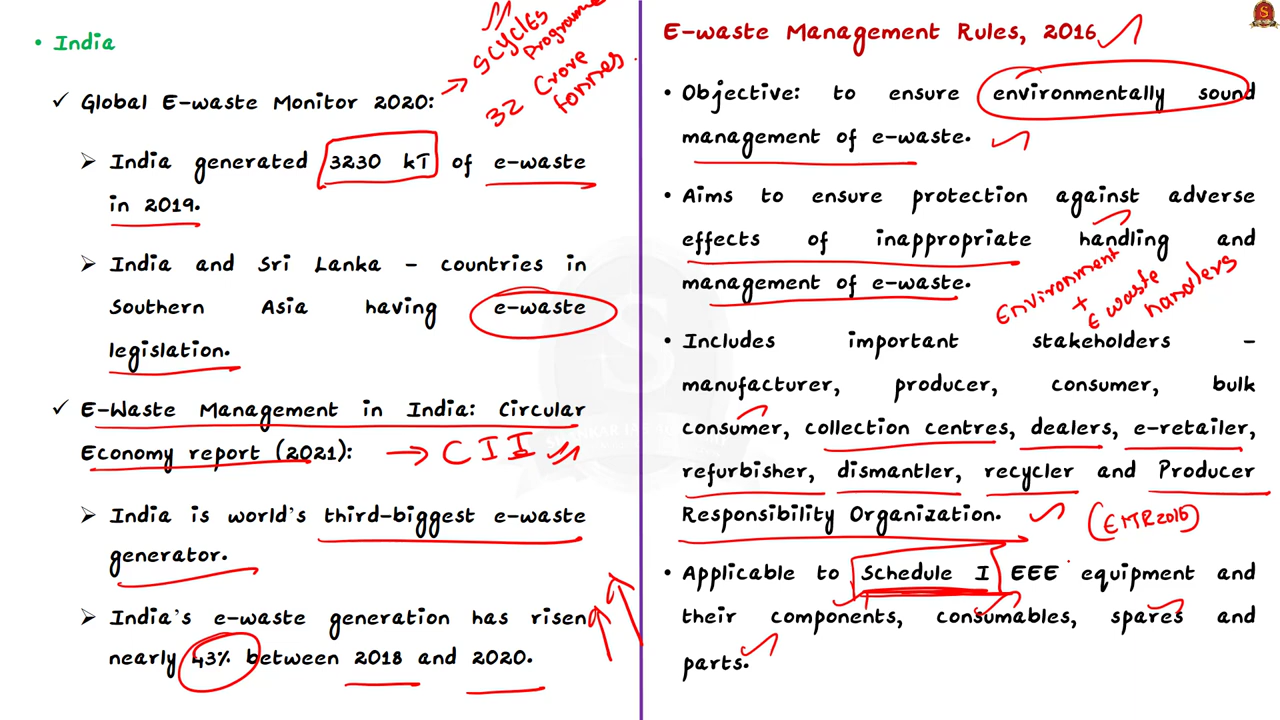 • India
→ SCYCLES
Programme
32 Crore
tonnes
✓ Global E-waste Monitor 2020:
➢ India generated 3230 kT of e-waste
in 2019.
➢ India and Sri Lanka – countries in
Southern Asia having e-waste
legislation.
✓ E-Waste Management in India: Circular
Economy report (2021): → CII
➢ India is world's third-biggest e-waste
generator.
➢ India's e-waste generation has risen
nearly 43% between 2018 and 2020.
E-waste Management Rules, 2016
• Objective: to ensure environmentally sound
management of e-waste.
• Aims to ensure protection against adverse
effects of inappropriate handling and
management of e-waste.
Environment
+
E waste
handlers
• Includes important stakeholders –
manufacturer, producer, consumer, bulk
consumer, collection centres, dealers, e-retailer,
refurbisher, dismantler, recycler and Producer
Responsibility Organization.
(EMR2016)
• Applicable to Schedule I EEE equipment and
their components, consumables, spares and
parts.
S